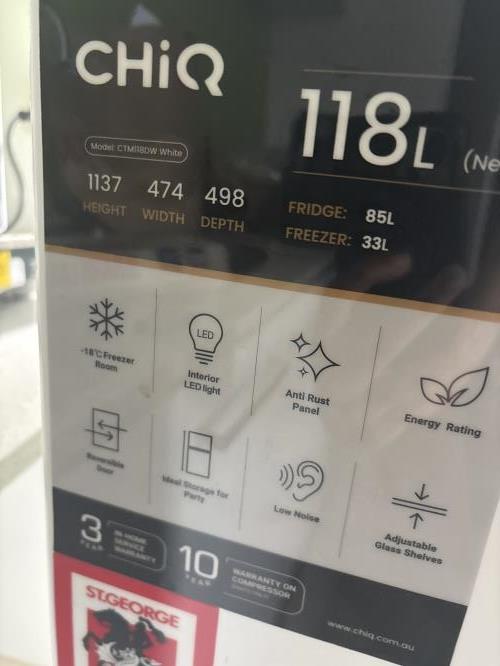 CHiQ
118L (Ne
Model: CTM118DW White
1137 474 498
HEIGHT WIDTH DEPTH
FRIDGE: 85L
FREEZER: 33L
-18°C Freezer
Room
LED
Interior
LED light
Anti Rust
Panel
Energy Rating
Reversible
Door
Ideal Storage for
Party
Low Noise
Adjustable
Glass Shelves
3
YEAR
IN-HOME
SERVICE
WARRANTY
10
YEAR
WARRANTY ON
COMPRESSOR
www.chiq.com.au
ST.GEORGE